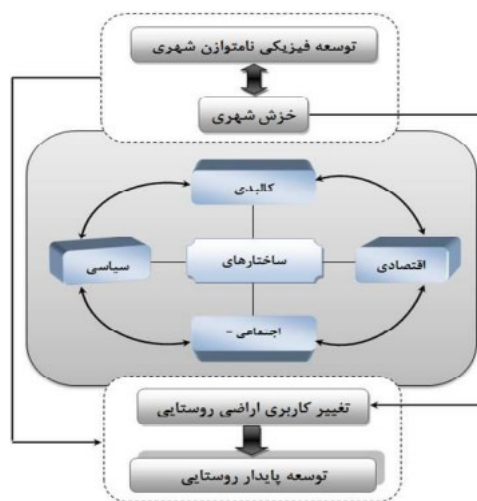 توسعه فیزیکی نامتوازن شهری
خزش شهری
کالبدی
اقتصادی
ساختارهای
سیاسی
اجتماعی –
تغییر کاربری اراضی روستایی
توسعه پایدار روستایی